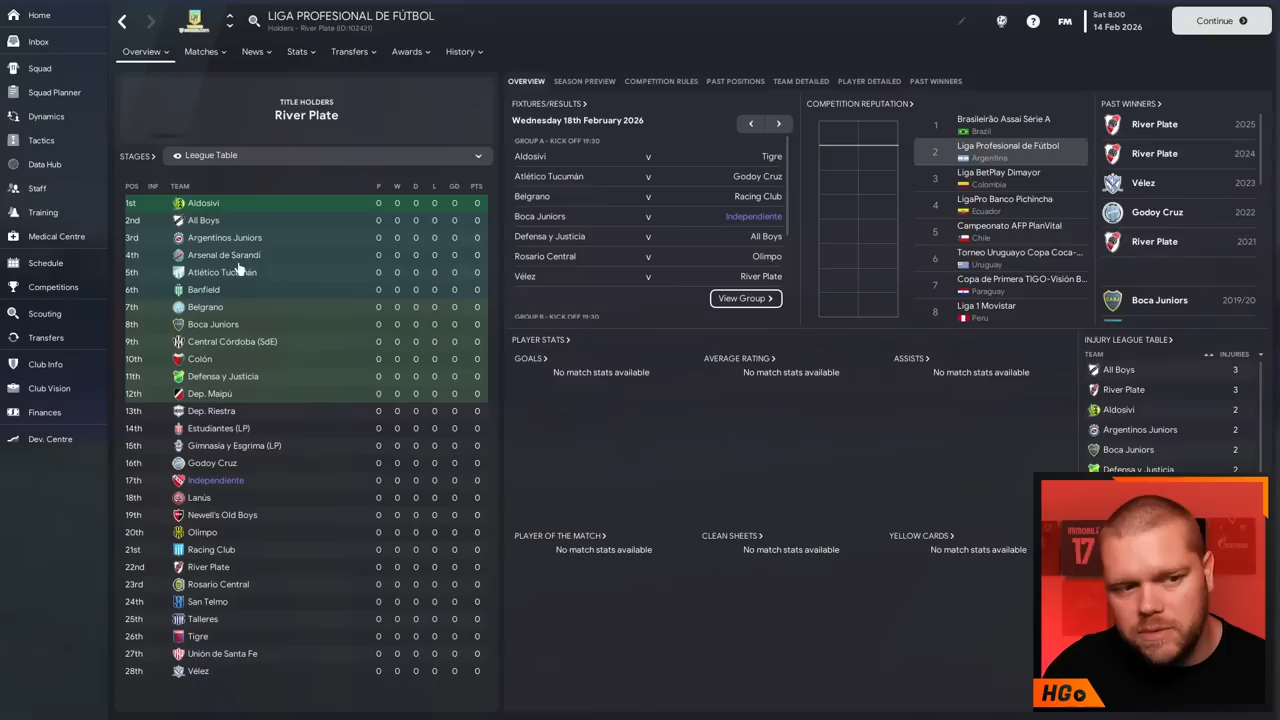 Home
Inbox
Squad
Squad Planner
Dynamics
Tactics
Data Hub
Staff
Training
Medical Centre
Schedule
Competitions
Scouting
Transfers
Club Info
Club Vision
Finances
Dev. Centre
LIGA PROFESIONAL DE FÚTBOL
Holders - River Plate (ID:102421)
FM
Sat 8:00
14 Feb 2026
Continue
Overview Matches News Stats Transfers Awards History
TITLE HOLDERS
River Plate
STAGES League Table
POS INF TEAM P W D L GD PTS
1st Aldosivi 0 0 0 0 0 0
2nd All Boys 0 0 0 0 0 0
3rd Argentinos Juniors 0 0 0 0 0 0
4th Arsenal de Sarandí 0 0 0 0 0 0
5th Atlético Tucumán 0 0 0 0 0 0
6th Banfield 0 0 0 0 0 0
7th Belgrano 0 0 0 0 0 0
8th Boca Juniors 0 0 0 0 0 0
9th Central Córdoba (SdE) 0 0 0 0 0 0
10th Colón 0 0 0 0 0 0
11th Defensa y Justicia 0 0 0 0 0 0
12th Dep. Maipú 0 0 0 0 0 0
13th Dep. Riestra 0 0 0 0 0 0
14th Estudiantes (LP) 0 0 0 0 0 0
15th Gimnasia y Esgrima (LP) 0 0 0 0 0 0
16th Godoy Cruz 0 0 0 0 0 0
17th Independiente 0 0 0 0 0 0
18th Lanús 0 0 0 0 0 0
19th Newell's Old Boys 0 0 0 0 0 0
20th Olimpo 0 0 0 0 0 0
21st Racing Club 0 0 0 0 0 0
22nd River Plate 0 0 0 0 0 0
23rd Rosario Central 0 0 0 0 0 0
24th San Telmo 0 0 0 0 0 0
25th Talleres 0 0 0 0 0 0
26th Tigre 0 0 0 0 0 0
27th Unión de Santa Fe 0 0 0 0 0 0
28th Vélez 0 0 0 0 0 0
OVERVIEW SEASON PREVIEW COMPETITION RULES PAST POSITIONS TEAM DETAILED PLAYER DETAILED PAST WINNERS
FIXTURES/RESULTS
Wednesday 18th February 2026
GROUP A - KICK OFF 19:30
Aldosivi v Tigre
Atlético Tucumán v Godoy Cruz
Belgrano v Racing Club
Boca Juniors v Independiente
Defensa y Justicia v All Boys
Rosario Central v Olimpo
Vélez v River Plate
View Group
GROUP B - KICK OFF 19:30
COMPETITION REPUTATION
1 Brasileirão Assaí Série A
Brazil
2 Liga Profesional de Fútbol
Argentina
3 Liga BetPlay Dimayor
Colombia
4 LigaPro Banco Pichincha
Ecuador
5 Campeonato AFP PlanVital
Chile
6 Torneo Uruguayo Copa Coca-...
Uruguay
7 Copa de Primera TIGO-Visión B...
Paraguay
8 Liga 1 Movistar
Peru
PAST WINNERS
River Plate 2025
River Plate 2024
Vélez 2023
Godoy Cruz 2022
River Plate 2021
Boca Juniors 2019/20
PLAYER STATS
GOALS
No match stats available
AVERAGE RATING
No match stats available
ASSISTS
No match stats available
PLAYER OF THE MATCH
No match stats available
CLEAN SHEETS
No match stats available
YELLOW CARDS
No match stats available
INJURY LEAGUE TABLE
TEAM INJURIES
All Boys 3
River Plate 3
Aldosivi 2
Argentinos Juniors 2
Boca Juniors 2
Defensa y Justicia 2
17
HG